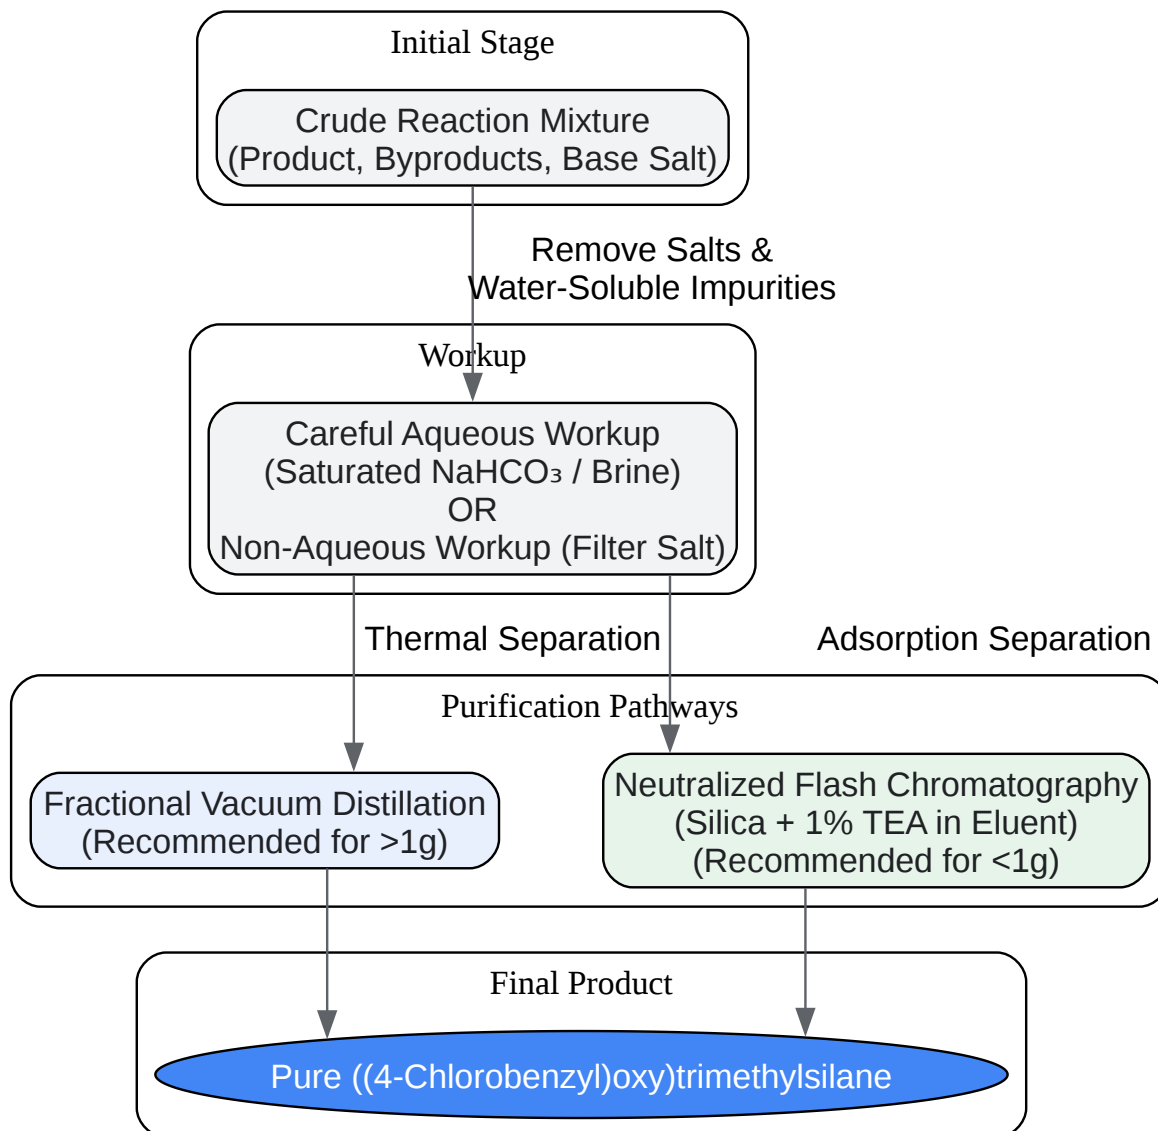 Initial Stage
Crude Reaction Mixture
(Product, Byproducts, Base Salt)
Remove Salts &
Water-Soluble Impurities
Workup
Careful Aqueous Workup
(Saturated NaHCO₃ / Brine)
OR
Non-Aqueous Workup (Filter Salt)
Thermal Separation
Adsorption Separation
Purification Pathways
Fractional Vacuum Distillation
(Recommended for >1g)
Neutralized Flash Chromatography
(Silica + 1% TEA in Eluent)
(Recommended for <1g)
Final Product
Pure ((4-Chlorobenzyl)oxy)trimethylsilane